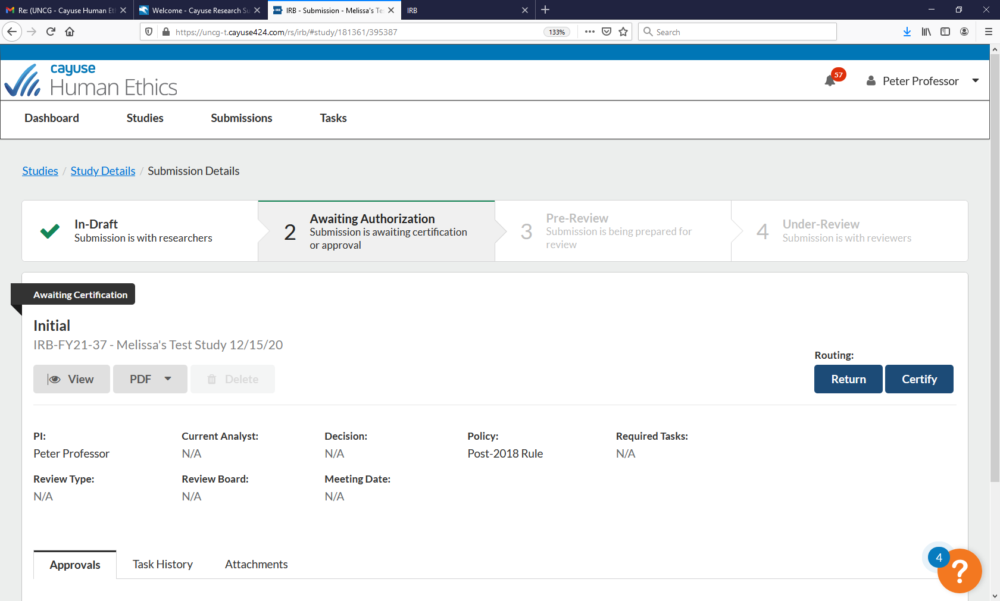 Re: (UNCG - Cayuse Human Et
Welcome - Cayuse Research Su
IRB - Submission - Melissa's Te
IRB
https://uncg-t.cayuse424.com/rs/irb/#study/181361/395387
133%
Search
cayuse
Human Ethics
57
Peter Professor
Dashboard
Studies
Submissions
Tasks
Studies / Study Details / Submission Details
In-Draft
Submission is with researchers
2
Awaiting Authorization
Submission is awaiting certification
or approval
3
Pre-Review
Submission is being prepared for
review
4
Under-Review
Submission is with reviewers
Awaiting Certification
Initial
IRB-FY21-37 - Melissa's Test Study 12/15/20
View
PDF
Delete
Routing:
Return
Certify
PI:
Peter Professor
Current Analyst:
N/A
Decision:
N/A
Policy:
Post-2018 Rule
Required Tasks:
N/A
Review Type:
N/A
Review Board:
N/A
Meeting Date:
N/A
Approvals
Task History
Attachments
4
?